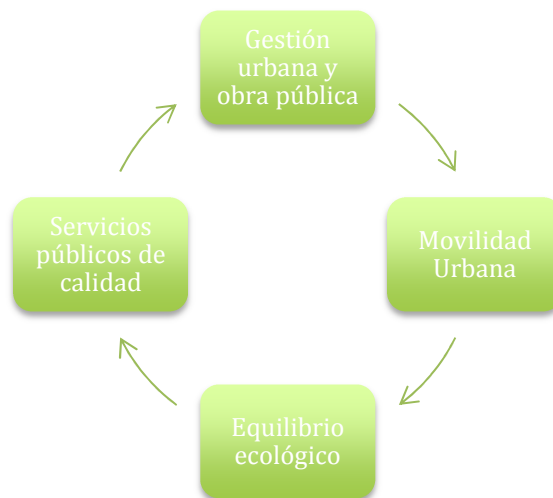 Gestión
urbana y
obra pública
Movilidad
Urbana
Equilibrio
ecológico
Servicios
públicos de
calidad